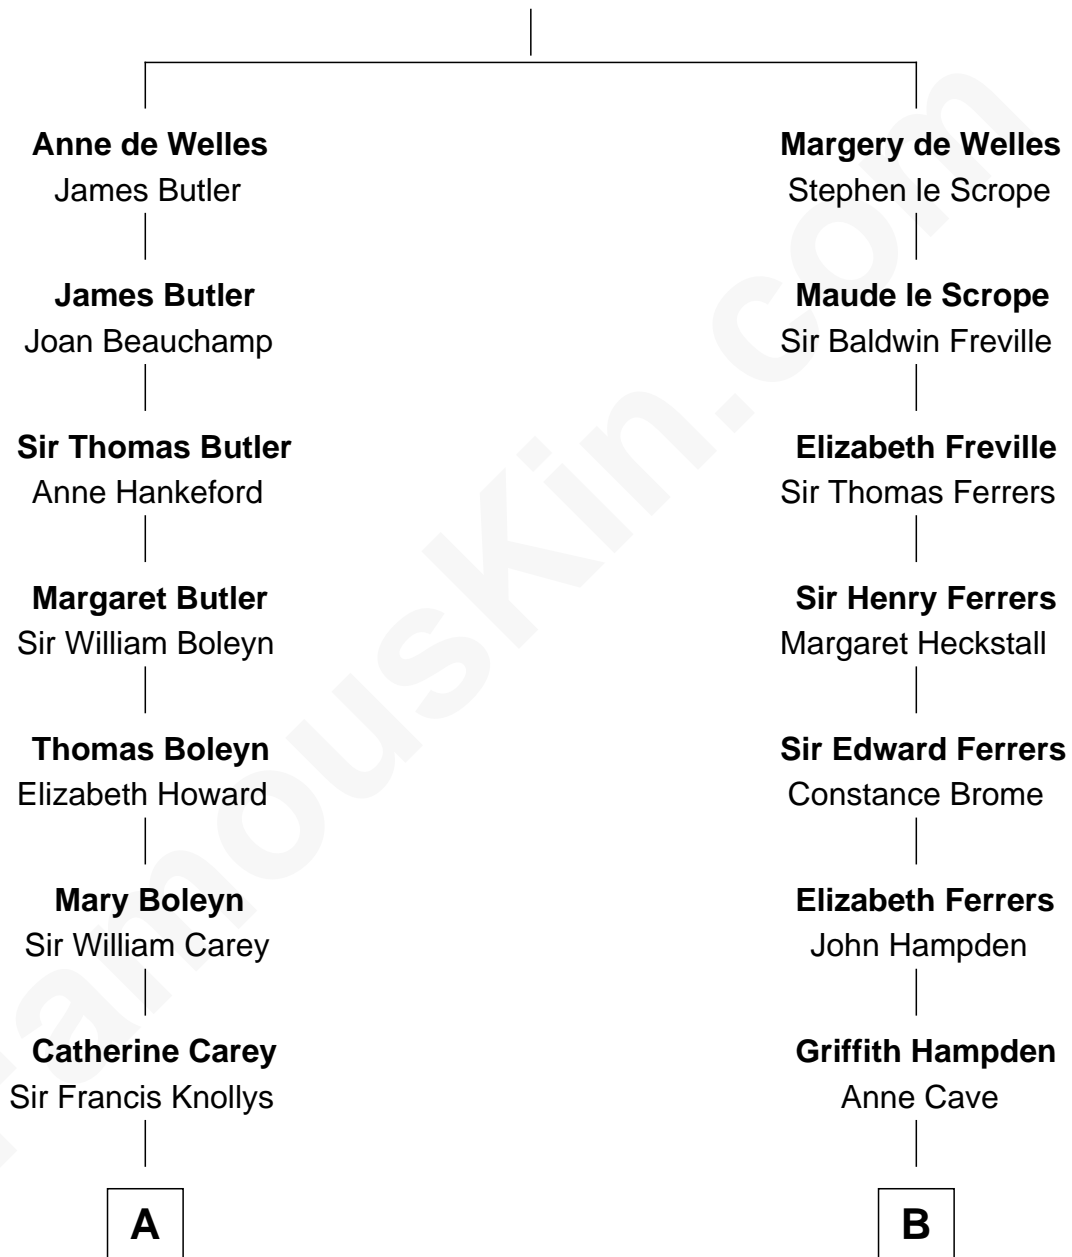 Anne de Welles
James Butler
James Butler
Joan Beauchamp
Sir Thomas Butler
Anne Hankeford
Margaret Butler
Sir William Boleyn
Thomas Boleyn
Elizabeth Howard
Mary Boleyn
Sir William Carey
Catherine Carey
Sir Francis Knollys
A
Margery de Welles
Stephen le Scrope
Maude le Scrope
Sir Baldwin Freville
Elizabeth Freville
Sir Thomas Ferrers
Sir Henry Ferrers
Margaret Heckstall
Sir Edward Ferrers
Constance Brome
Elizabeth Ferrers
John Hampden
Griffith Hampden
Anne Cave
B
FamousKin.com